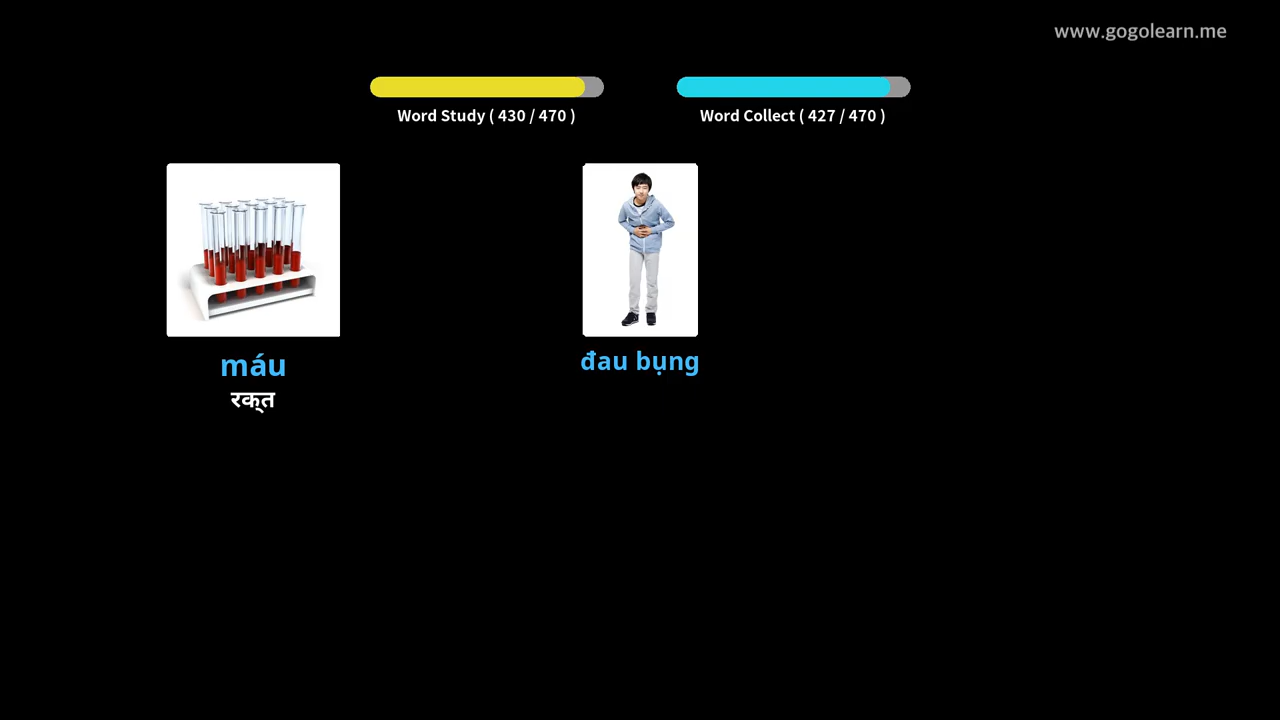 www.gogolearn.me
Word Study ( 430 / 470 )
Word Collect ( 427 / 470 )
máu
रक्त
đau bụng